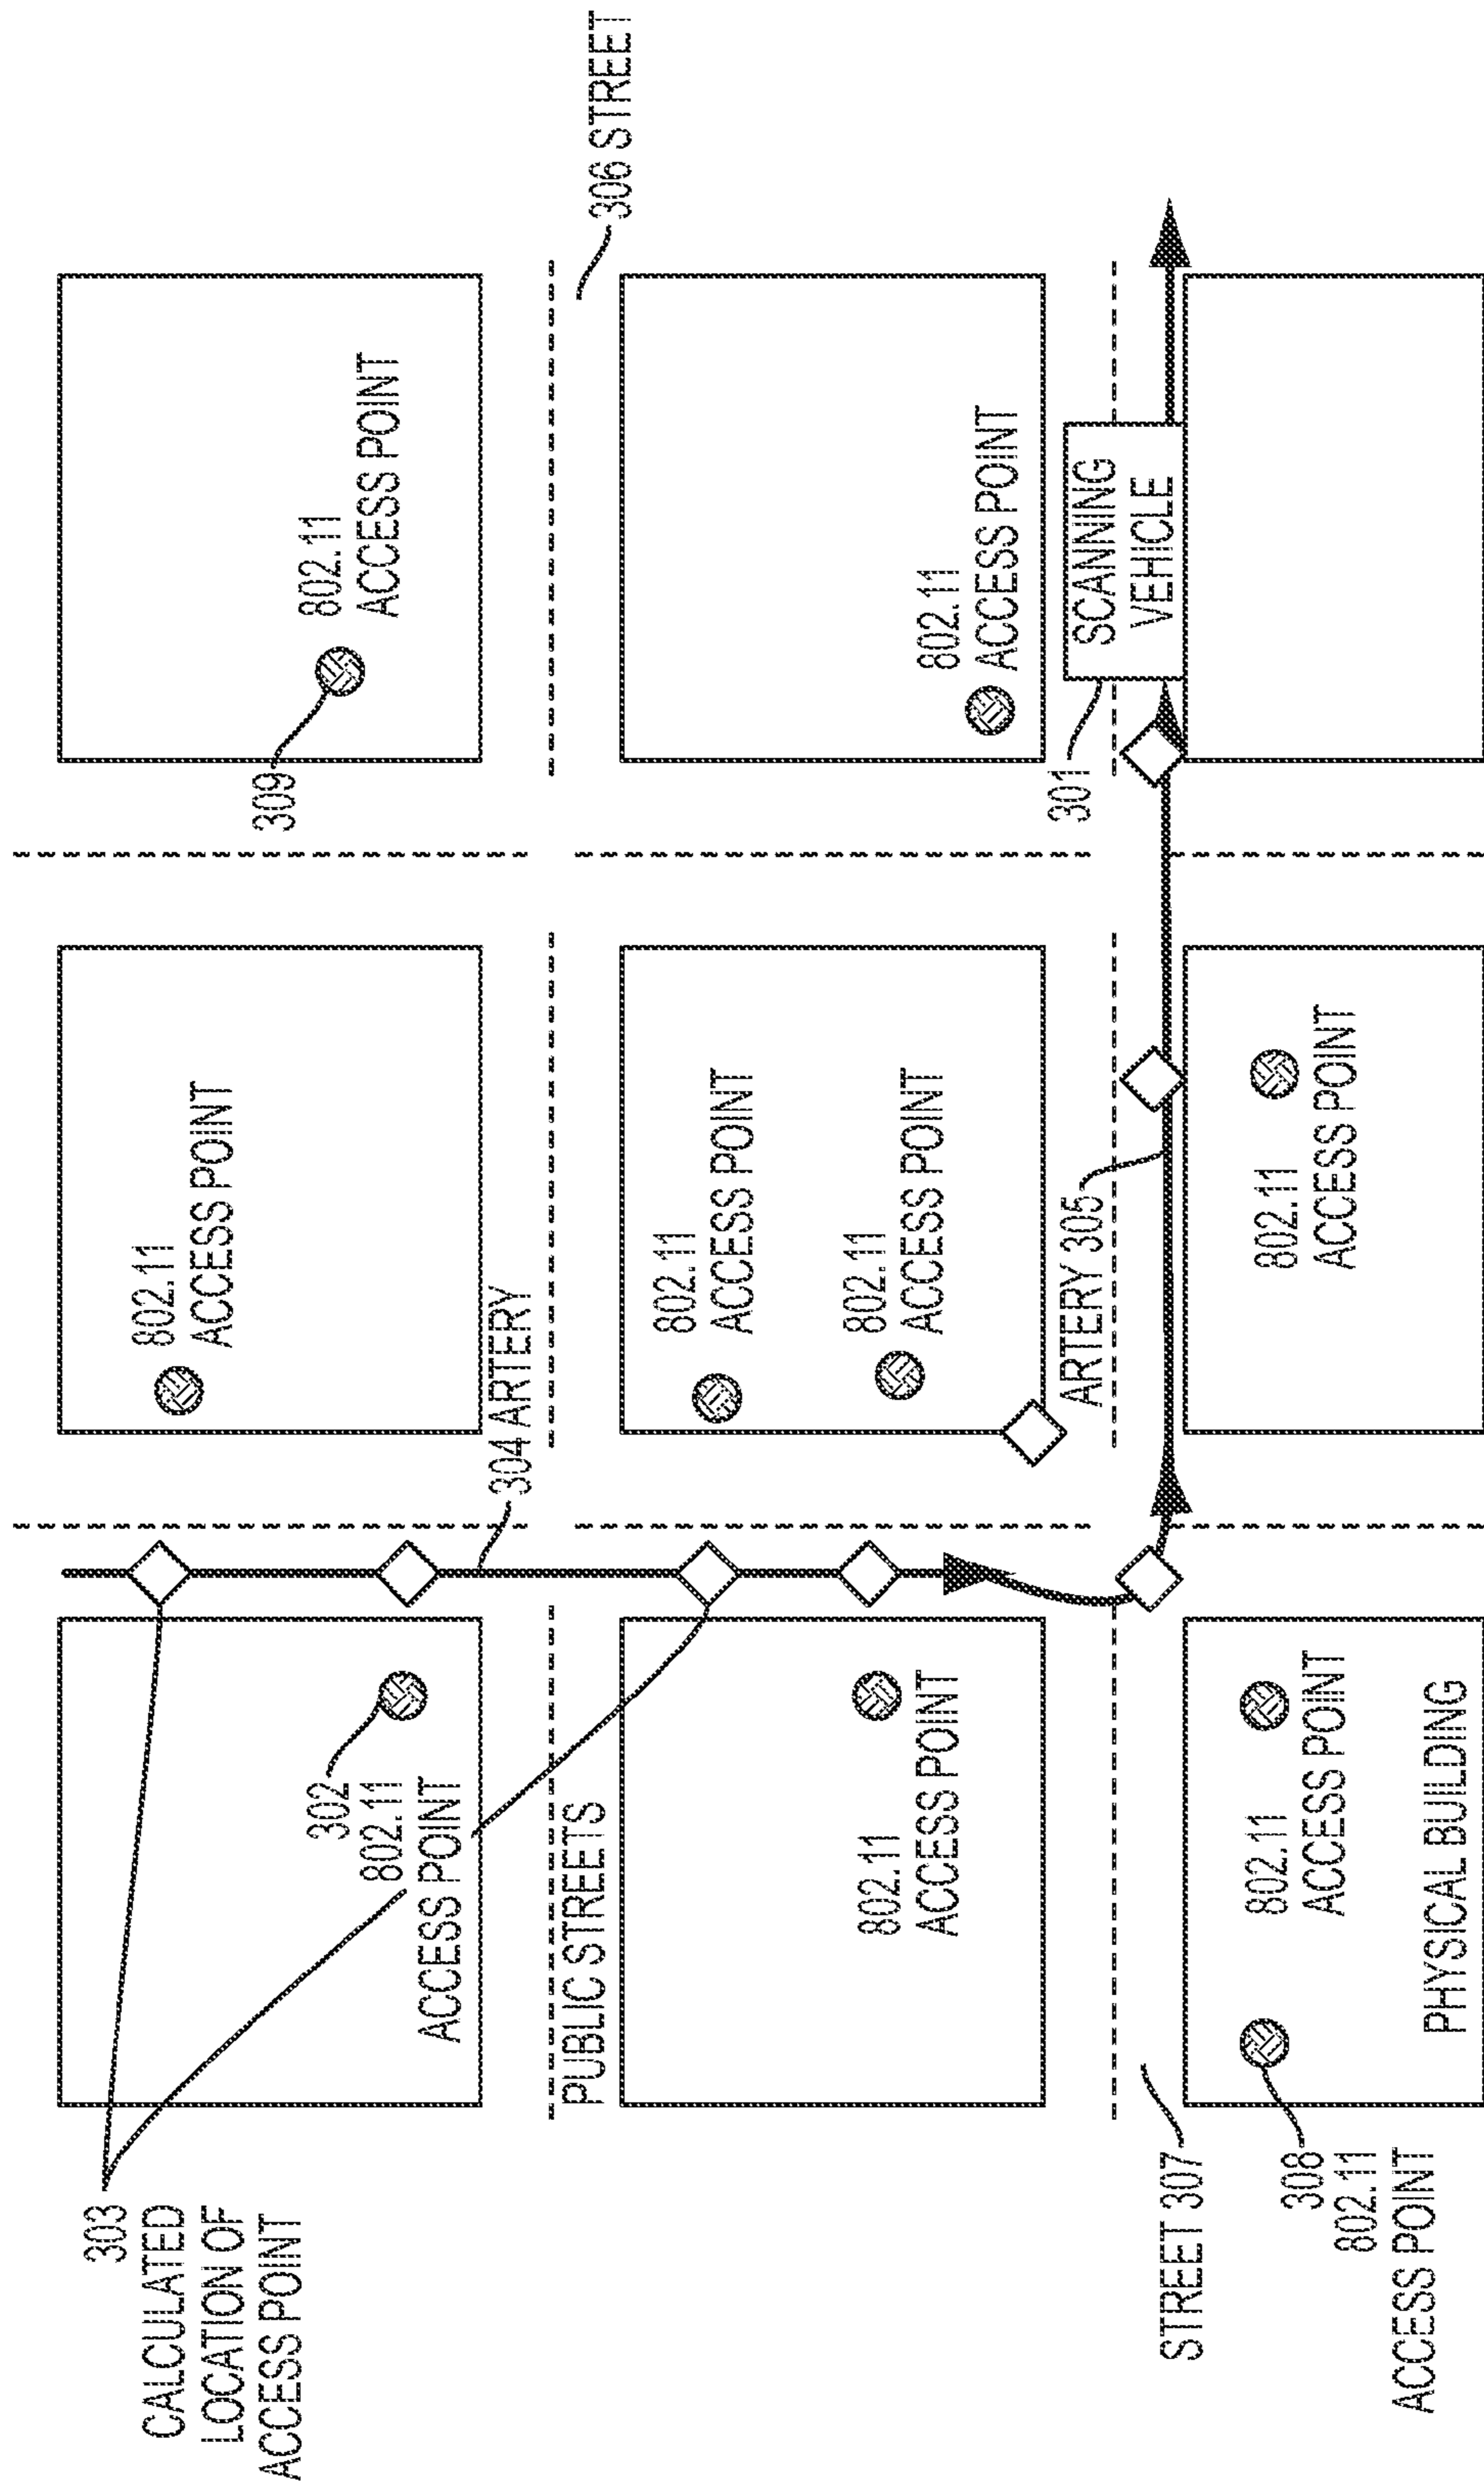 303
CALCULATED
LOCATION OF
ACCESS POINT
302
802.11
ACCESS POINT
802.11
ACCESS POINT
309
802.11
ACCESS POINT
304 ARTERY
PUBLIC STREETS
306 STREET
802.11
ACCESS POINT
802.11
ACCESS POINT
802.11
ACCESS POINT
802.11
ACCESS POINT
ARTERY 305
301
SCANNING
VEHICLE
STREET 307
308
802.11
ACCESS POINT
802.11
ACCESS POINT
PHYSICAL BUILDING
802.11
ACCESS POINT